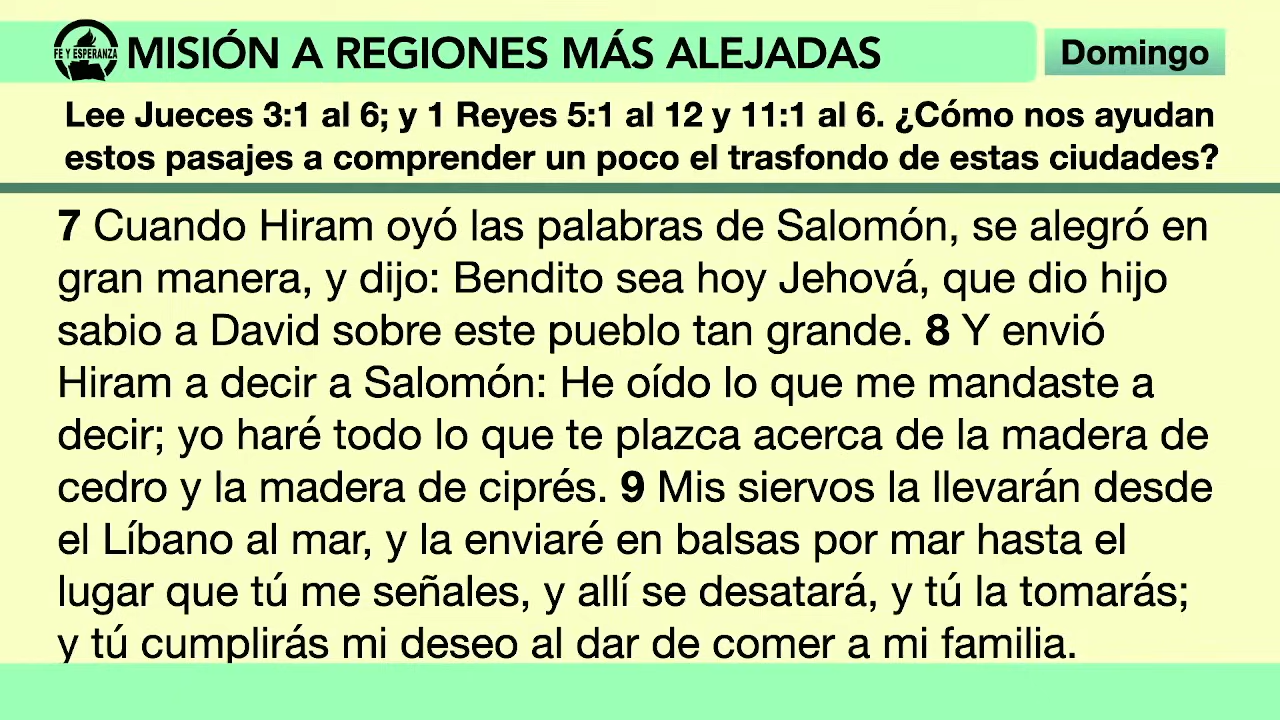 FE Y ESPERANZA
MISIÓN A REGIONES MÁS ALEJADAS
Domingo
Lee Jueces 3:1 al 6; y 1 Reyes 5:1 al 12 y 11:1 al 6. ¿Cómo nos ayudan
estos pasajes a comprender un poco el trasfondo de estas ciudades?
7 Cuando Hiram oyó las palabras de Salomón, se alegró en
gran manera, y dijo: Bendito sea hoy Jehová, que dio hijo
sabio a David sobre este pueblo tan grande. 8 Y envió
Hiram a decir a Salomón: He oído lo que me mandaste a
decir; yo haré todo lo que te plazca acerca de la madera de
cedro y la madera de ciprés. 9 Mis siervos la llevarán desde
el Líbano al mar, y la enviaré en balsas por mar hasta el
lugar que tú me señales, y allí se desatará, y tú la tomarás;
y tú cumplirás mi deseo al dar de comer a mi familia.